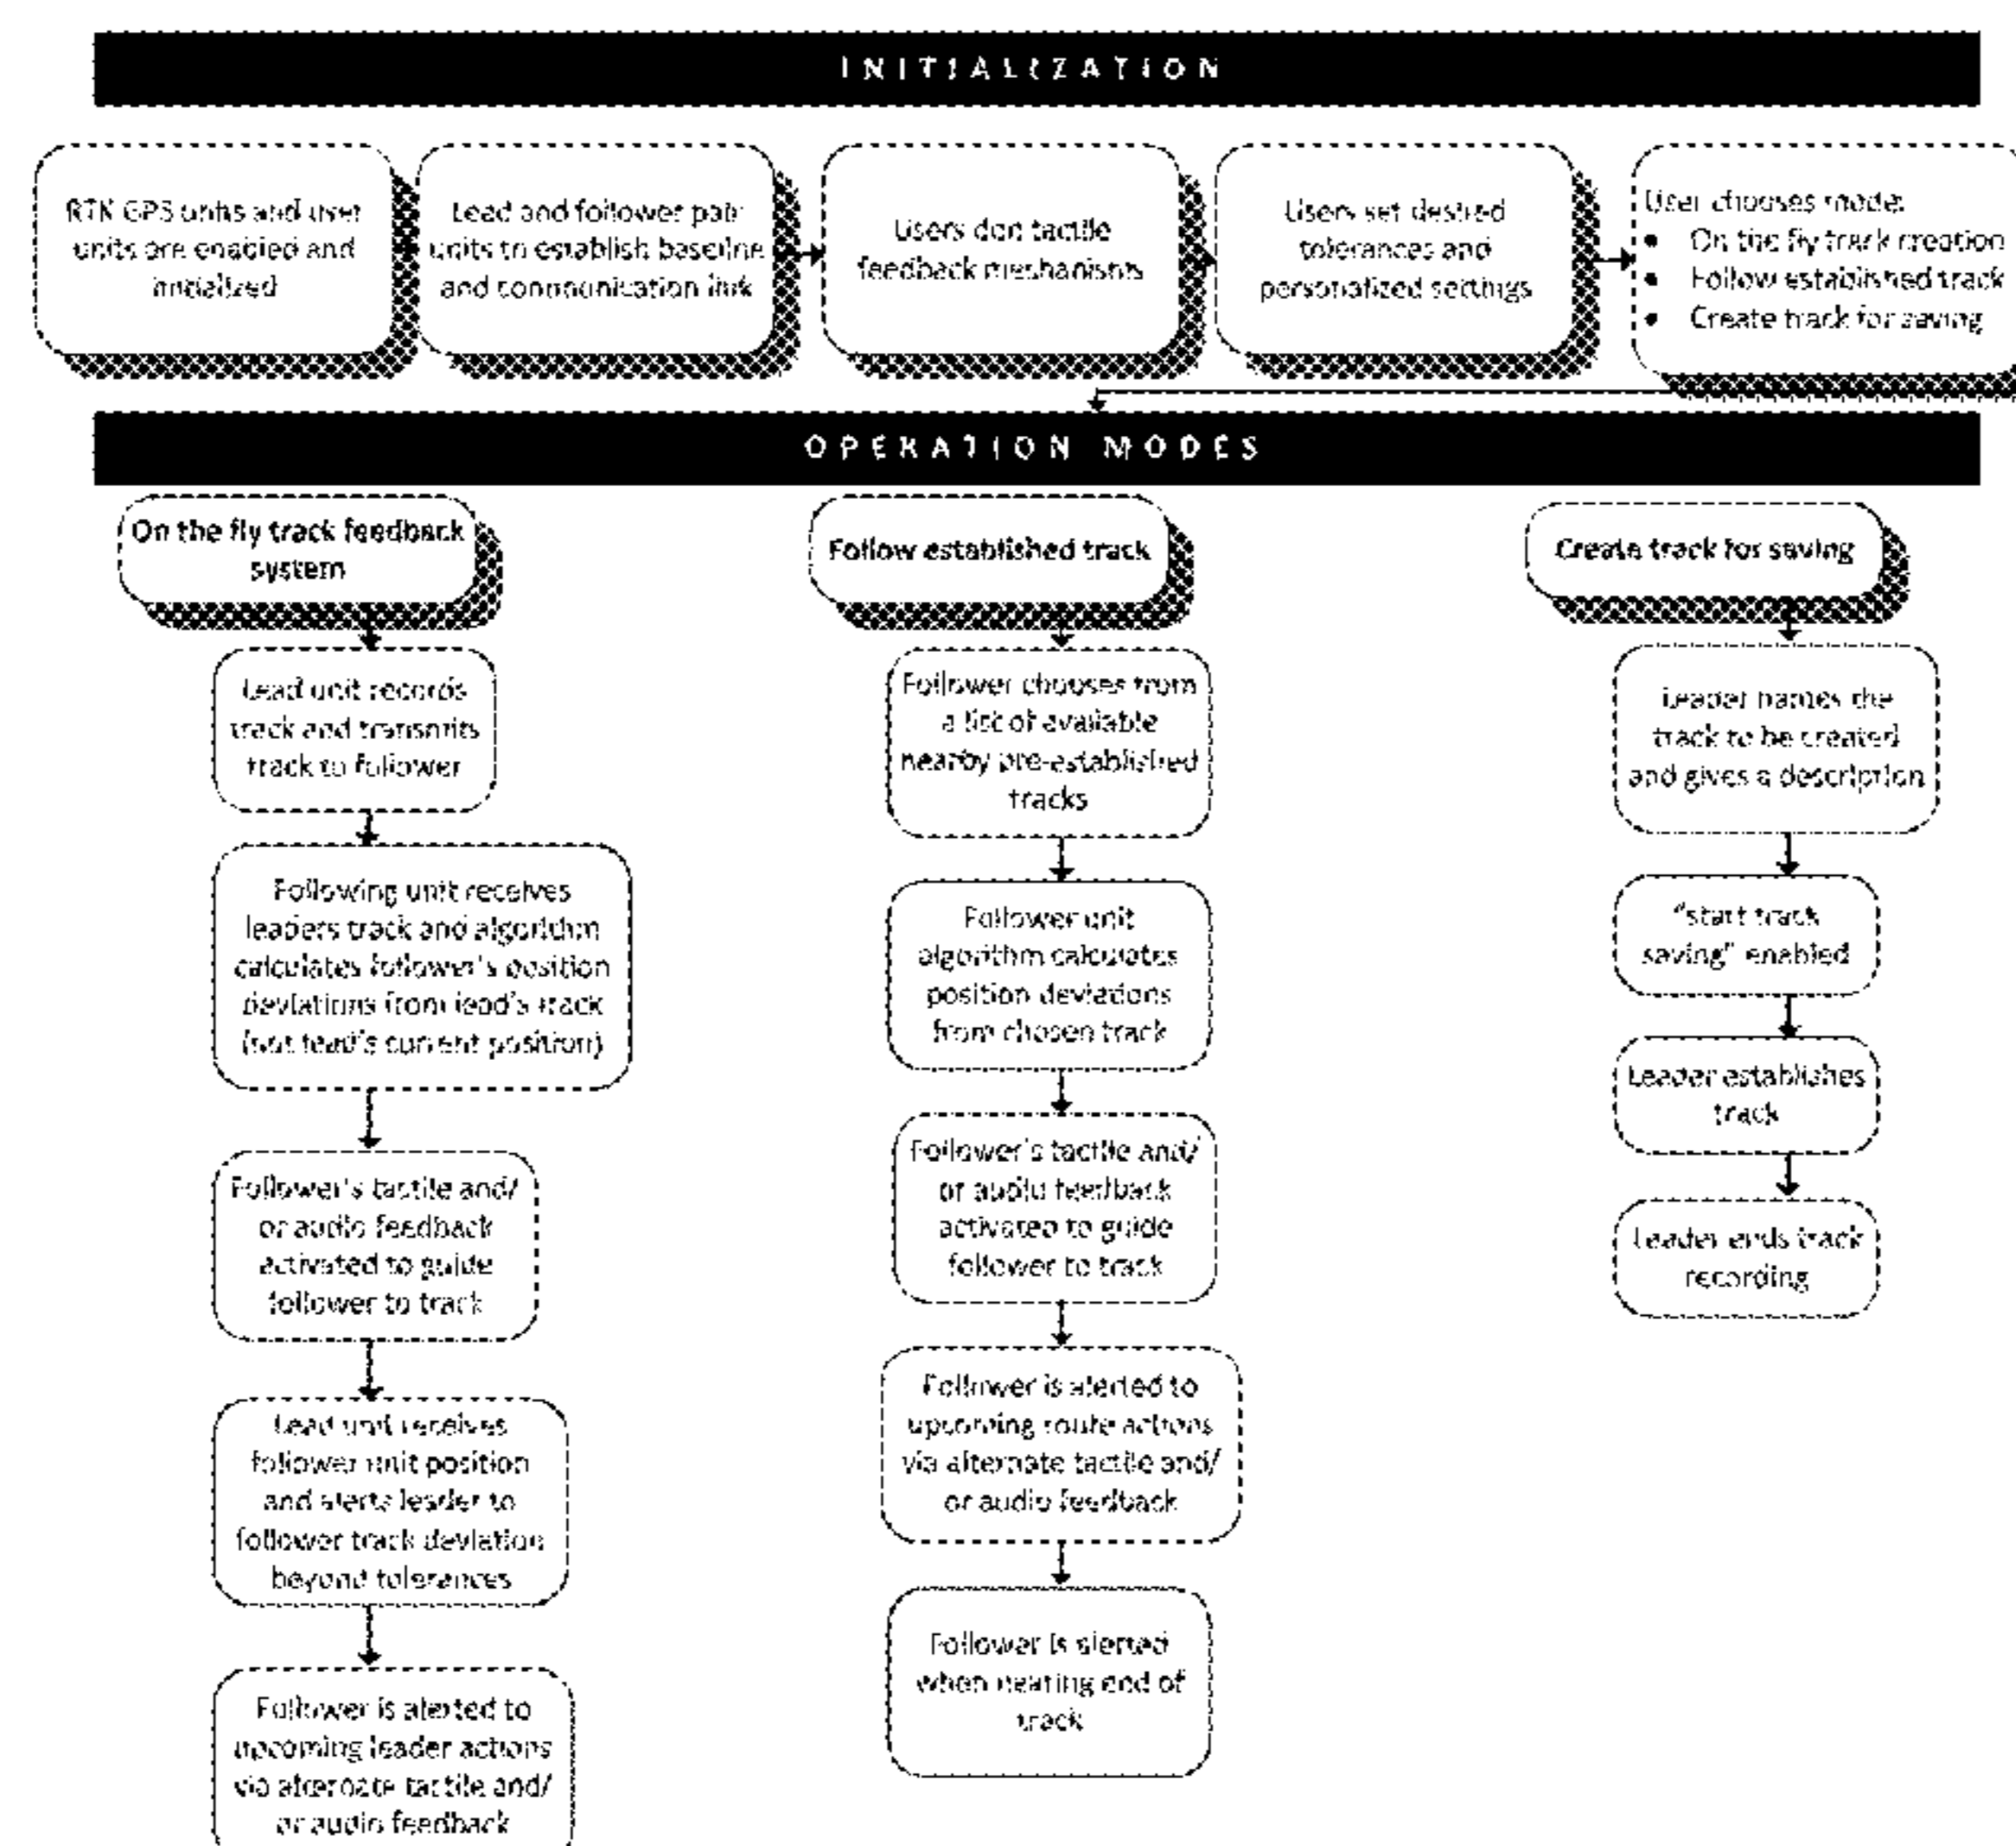 INITIALIZATION
RTK GPS units and user
units are enabled and
initialized
Lead and follower pair
units to establish baseline
and communication link
Users don tactile
feedback mechanisms
Users set desired
tolerances and
personalized settings
User chooses mode:
• On the fly track creation
• Follow established track
• Create track for saving
OPERATION MODES
On the fly track feedback
system
Lead unit records
track and transmits
track to follower
Following unit receives
leaders track and algorithm
calculates follower's position
deviations from lead's track
(not lead's current position)
Follower's tactile and/
or audio feedback
activated to guide
follower to track
Lead unit receives
follower unit position
and alerts leader to
follower track deviation
beyond tolerances
Follower is alerted to
upcoming leader actions
via alternate tactile and/
or audio feedback
Follow established track
Follower chooses from
a list of available
nearby pre-established
tracks
Follower unit
algorithm calculates
position deviations
from chosen track
Follower's tactile and/
or audio feedback
activated to guide
follower to track
Follower is alerted to
upcoming route actions
via alternate tactile and/
or audio feedback
Follower is alerted
when nearing end of
track
Create track for saving
Leader names the
track to be created
and gives a description
"start track
saving" enabled
Leader establishes
track
Leader ends track
recording